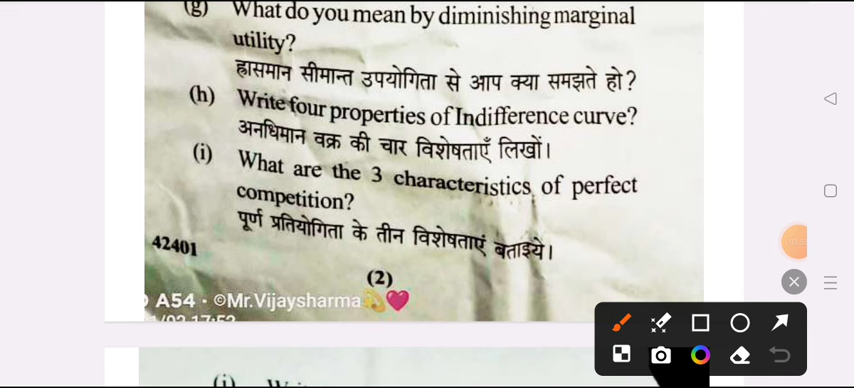 (g) What do you mean by diminishing marginal
utility?
ह्रासमान सीमान्त उपयोगिता से आप क्या समझते हो?
(h) Write four properties of Indifference curve?
अनधिमान वक्र की चार विशेषताएँ लिखों।
(i) What are the 3 characteristics of perfect
competition?
पूर्ण प्रतियोगिता के तीन विशेषताएं बताइये।
42401
(2)
A54 · ©Mr.Vijaysharma💫💗